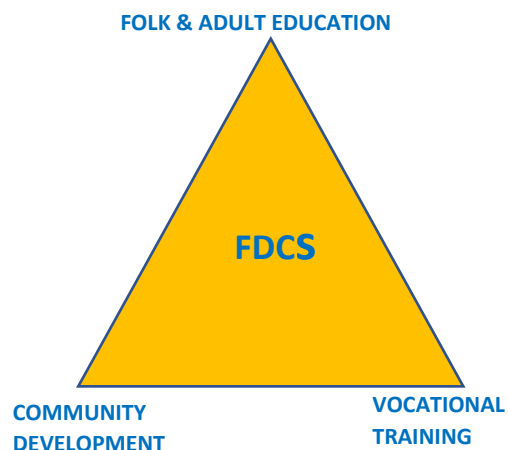 FOLK & ADULT EDUCATION
FDCS
COMMUNITY
DEVELOPMENT
VOCATIONAL
TRAINING